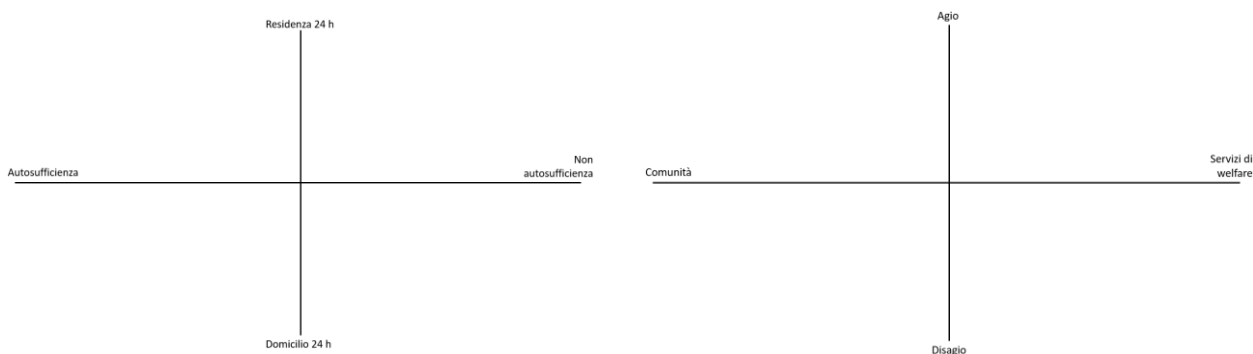 Residenza 24 h
Autosufficienza
Non
autosufficienza
Domicilio 24 h
Agio
Comunità
Servizi di
welfare
Disagio